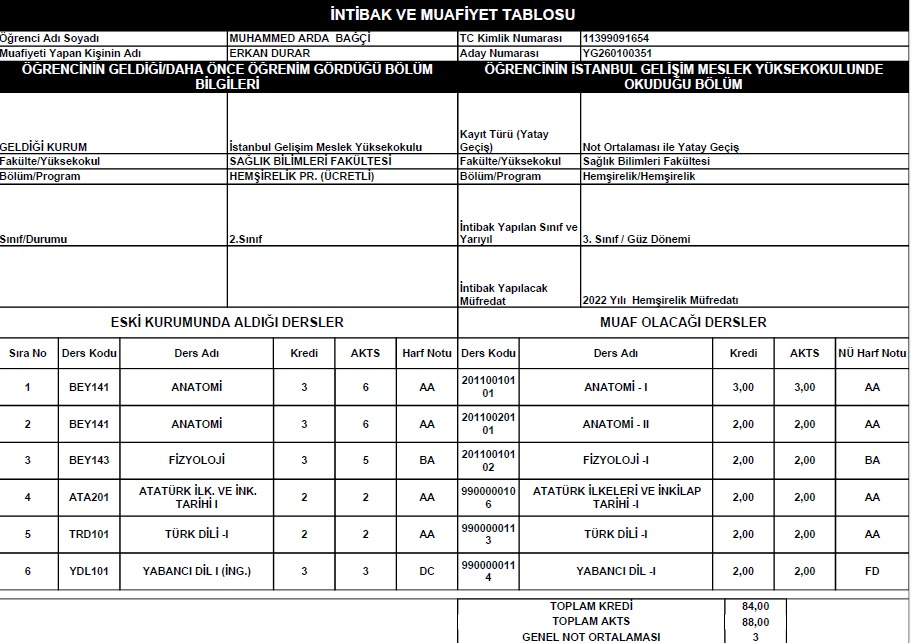 İNTİBAK VE MUAFİYET TABLOSU
Öğrenci Adı Soyadı MUHAMMED ARDA BAĞÇİ TC Kimlik Numarası 11399091654
Muafiyeti Yapan Kişinin Adı ERKAN DURAR Aday Numarası YG260100351
ÖĞRENCİNİN GELDİĞİ/DAHA ÖNCE ÖĞRENİM GÖRDÜĞÜ BÖLÜM
BİLGİLERİ
ÖĞRENCİNİN İSTANBUL GELİŞİM MESLEK YÜKSEKOKULUNDE
OKUDUĞU BÖLÜM
GELDİĞİ KURUM İstanbul Gelişim Meslek Yüksekokulu
Kayıt Türü (Yatay
Geçiş) Not Ortalaması ile Yatay Geçiş
Fakülte/Yüksekokul SAĞLIK BİLİMLERİ FAKÜLTESİ Fakülte/Yüksekokul Sağlık Bilimleri Fakültesi
Bölüm/Program HEMŞİRELİK PR. (ÜCRETLİ) Bölüm/Program Hemşirelik/Hemşirelik
Sınıf/Durumu 2.Sınıf
İntibak Yapılan Sınıf ve
Yarıyıl 3. Sınıf / Güz Dönemi
İntibak Yapılacak
Müfredat 2022 Yılı Hemşirelik Müfredatı
ESKİ KURUMUNDA ALDIĞI DERSLER MUAF OLACAĞI DERSLER
Sıra No Ders Kodu Ders Adı Kredi AKTS Harf Notu Ders Kodu Ders Adı Kredi AKTS NÜ Harf Notu
1 BEY141 ANATOMİ 3 6 AA 201100101
01 ANATOMİ - I 3,00 3,00 AA
2 BEY141 ANATOMİ 3 6 AA 201100201
01 ANATOMİ - II 2,00 2,00 AA
3 BEY143 FİZYOLOJİ 3 5 BA 201100101
02 FİZYOLOJİ -I 2,00 2,00 BA
4 ATA201 ATATÜRK İLK. VE İNK.
TARİHİ I 2 2 AA 990000010
6 ATATÜRK İLKELERİ VE İNKİLAP
TARİHİ -I 2,00 2,00 AA
5 TRD101 TÜRK DİLİ -I 2 2 AA 990000011
3 TÜRK DİLİ -I 2,00 2,00 AA
6 YDL101 YABANCI DİL I (İNG.) 3 3 DC 990000011
4 YABANCI DİL -I 2,00 2,00 FD
TOPLAM KREDİ 84,00
TOPLAM AKTS 88,00
GENEL NOT ORTALAMASI 3